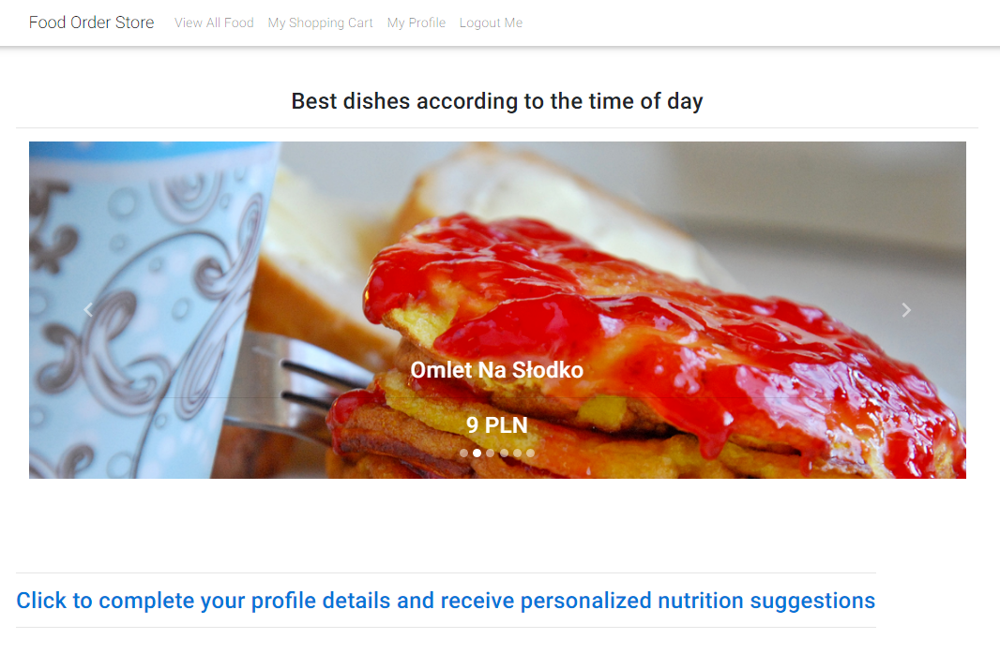 Food Order Store View All Food My Shopping Cart My Profile Logout Me
Best dishes according to the time of day
Omlet Na Słodko
9 PLN
Click to complete your profile details and receive personalized nutrition suggestions